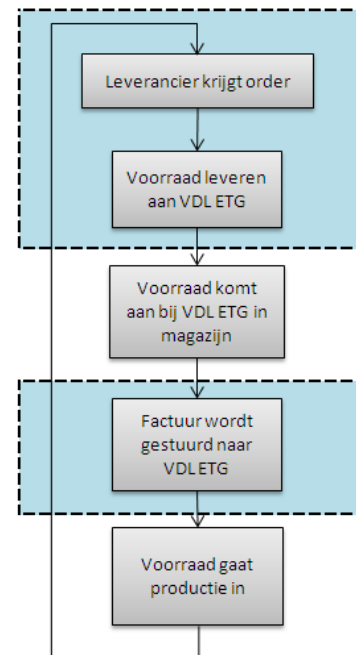 Leverancier krijgt order
Voorraad leveren
aan VDL ETG
Voorraad komt
aan bij VDL ETG in
magazijn
Factuur wordt
gestuurd naar
VDL ETG
Voorraad gaat
productie in